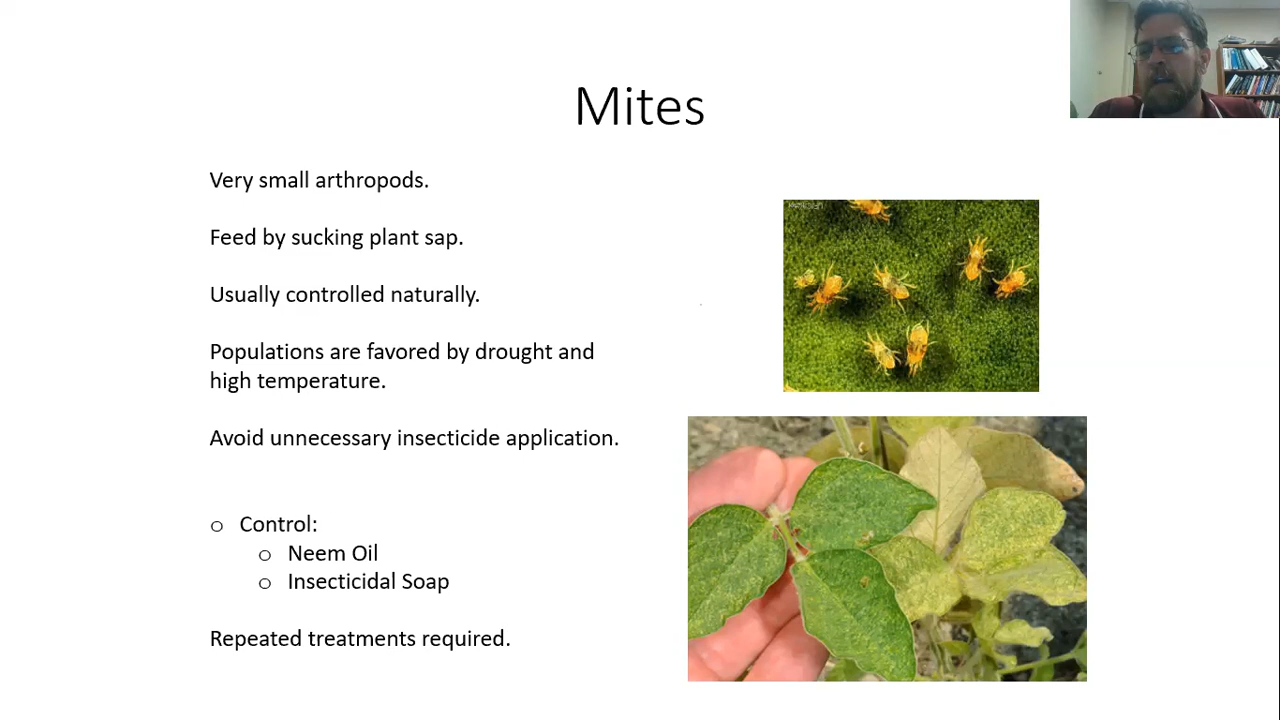 Mites
Very small arthropods.
Feed by sucking plant sap.
Usually controlled naturally.
Populations are favored by drought and
high temperature.
Avoid unnecessary insecticide application.
o Control:
o Neem Oil
o Insecticidal Soap
Repeated treatments required.